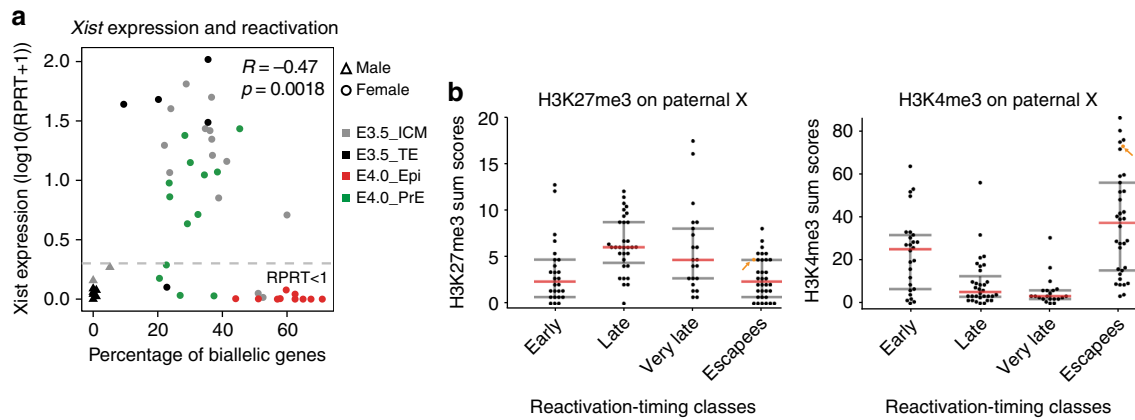 a
Xist expression and reactivation
Xist expression (log10(RPRT+1))
2.0
1.5
1.0
0.5
0.0
R = −0.47
p = 0.0018
RPRT<1
0 20 40 60
Percentage of biallelic genes
Male
Female
E3.5_ICM
E3.5_TE
E4.0_Epi
E4.0_PrE
b
H3K27me3 on paternal X
H3K27me3 sum scores
20
15
10
5
0
Early Late Very late Escapees
Reactivation-timing classes
H3K4me3 on paternal X
H3K4me3 sum scores
80
60
40
20
0
Early Late Very late Escapees
Reactivation-timing classes